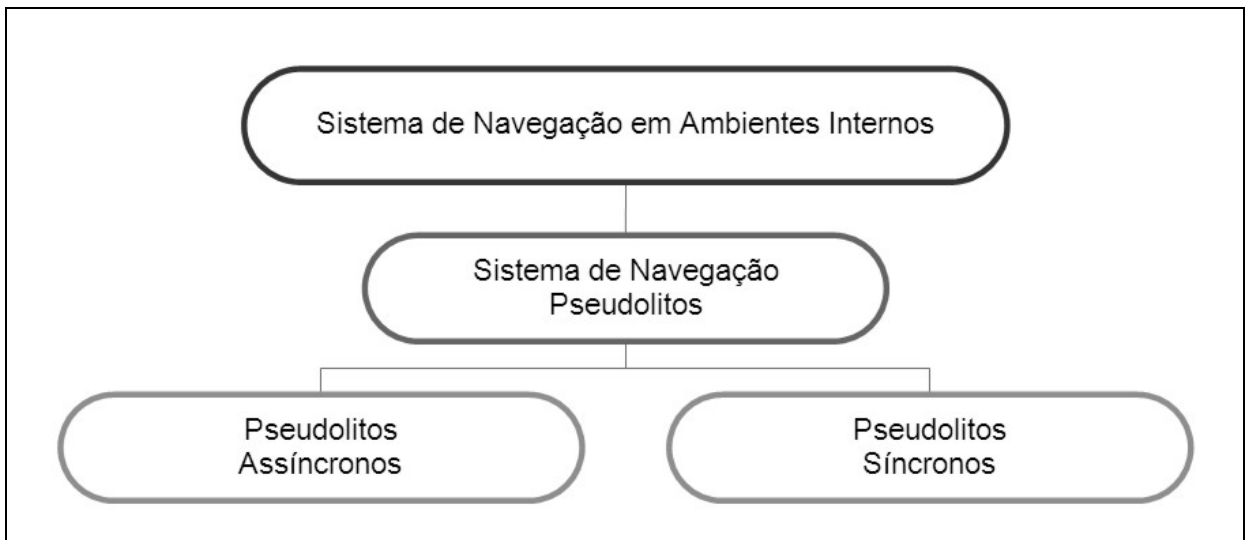 Sistema de Navegação em Ambientes Internos
Sistema de Navegação
Pseudolitos
Pseudolitos
Assíncronos
Pseudolitos
Síncronos